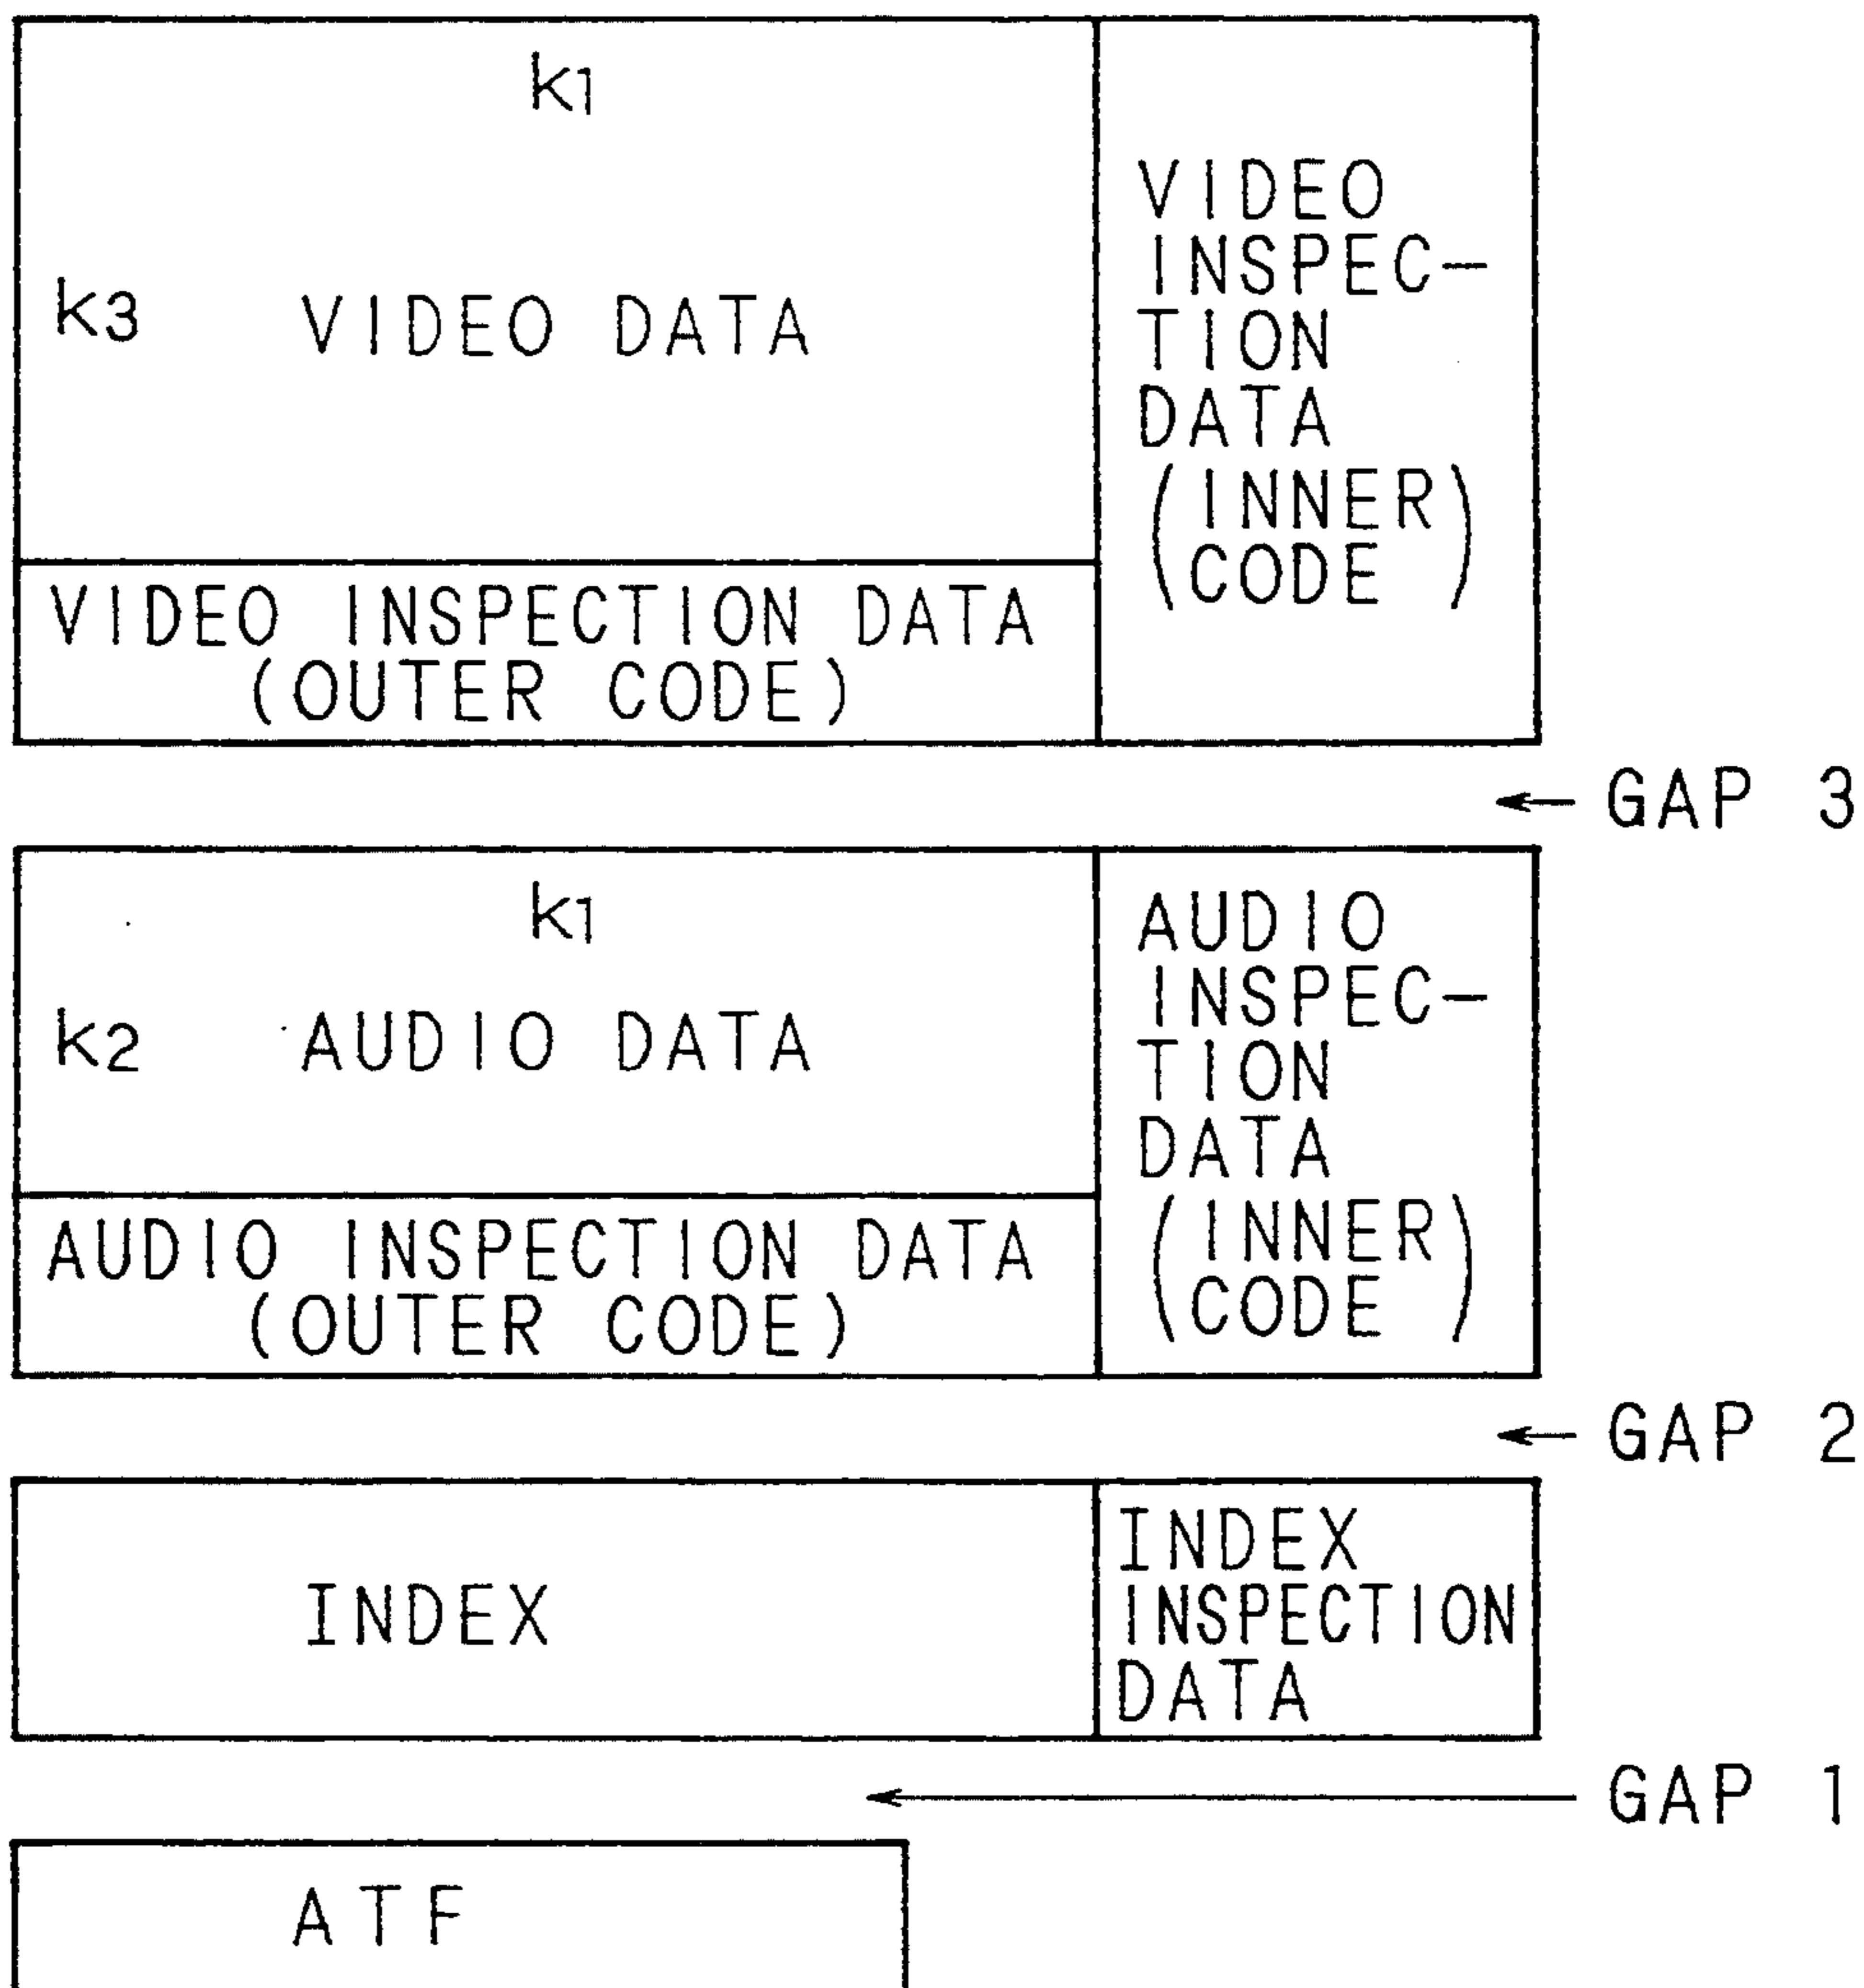 k1
k3 VIDEO DATA
VIDEO INSPECTION DATA
(OUTER CODE)
VIDEO
INSPEC-
TION
DATA
(INNER
CODE)
← GAP 3
k1
k2 AUDIO DATA
AUDIO INSPECTION DATA
(OUTER CODE)
AUDIO
INSPEC-
TION
DATA
(INNER
CODE)
← GAP 2
INDEX
INDEX
INSPECTION
DATA
← GAP 1
ATF